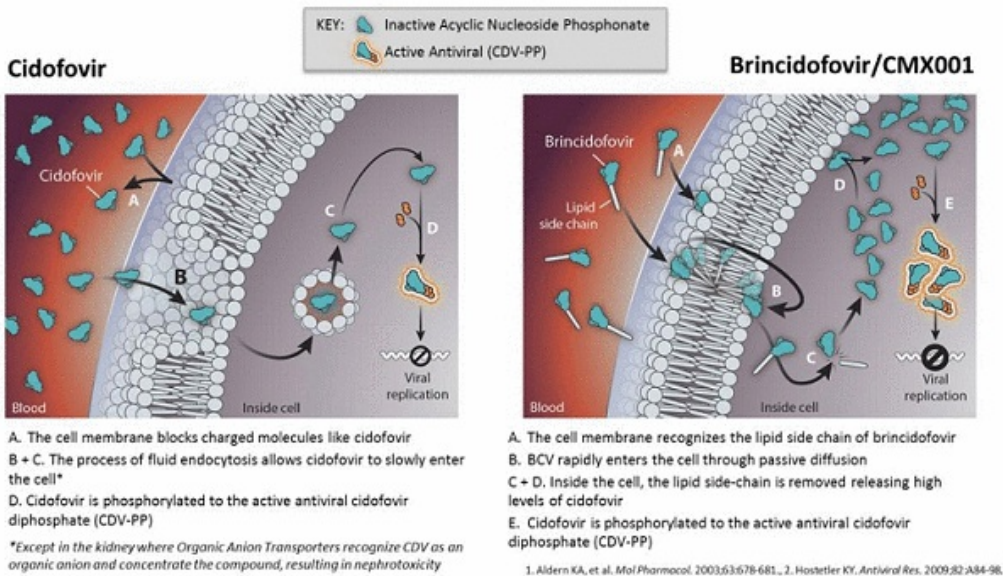 KEY: Inactive Acyclic Nucleoside Phosphonate
Active Antiviral (CDV-PP)
Cidofovir
Brincidofovir/CMX001
Cidofovir
A
B
C
D
Viral
replication
Blood
Inside cell
Brincidofovir
A
Lipid
side chain
B
C
D
E
Viral
replication
Blood
Inside cell
A. The cell membrane blocks charged molecules like cidofovir
B + C. The process of fluid endocytosis allows cidofovir to slowly enter
the cell*
D. Cidofovir is phosphorylated to the active antiviral cidofovir
diphosphate (CDV-PP)
*Except in the kidney where Organic Anion Transporters recognize CDV as an
organic anion and concentrate the compound, resulting in nephrotoxicity
A. The cell membrane recognizes the lipid side chain of brincidofovir
B. BCV rapidly enters the cell through passive diffusion
C + D. Inside the cell, the lipid side-chain is removed releasing high
levels of cidofovir
E. Cidofovir is phosphorylated to the active antiviral cidofovir
diphosphate (CDV-PP)
1. Aldern KA, et al. Mol Pharmacol. 2003;63:678-681., 2. Hostetler KY. Antiviral Res. 2009;82:A84-98.